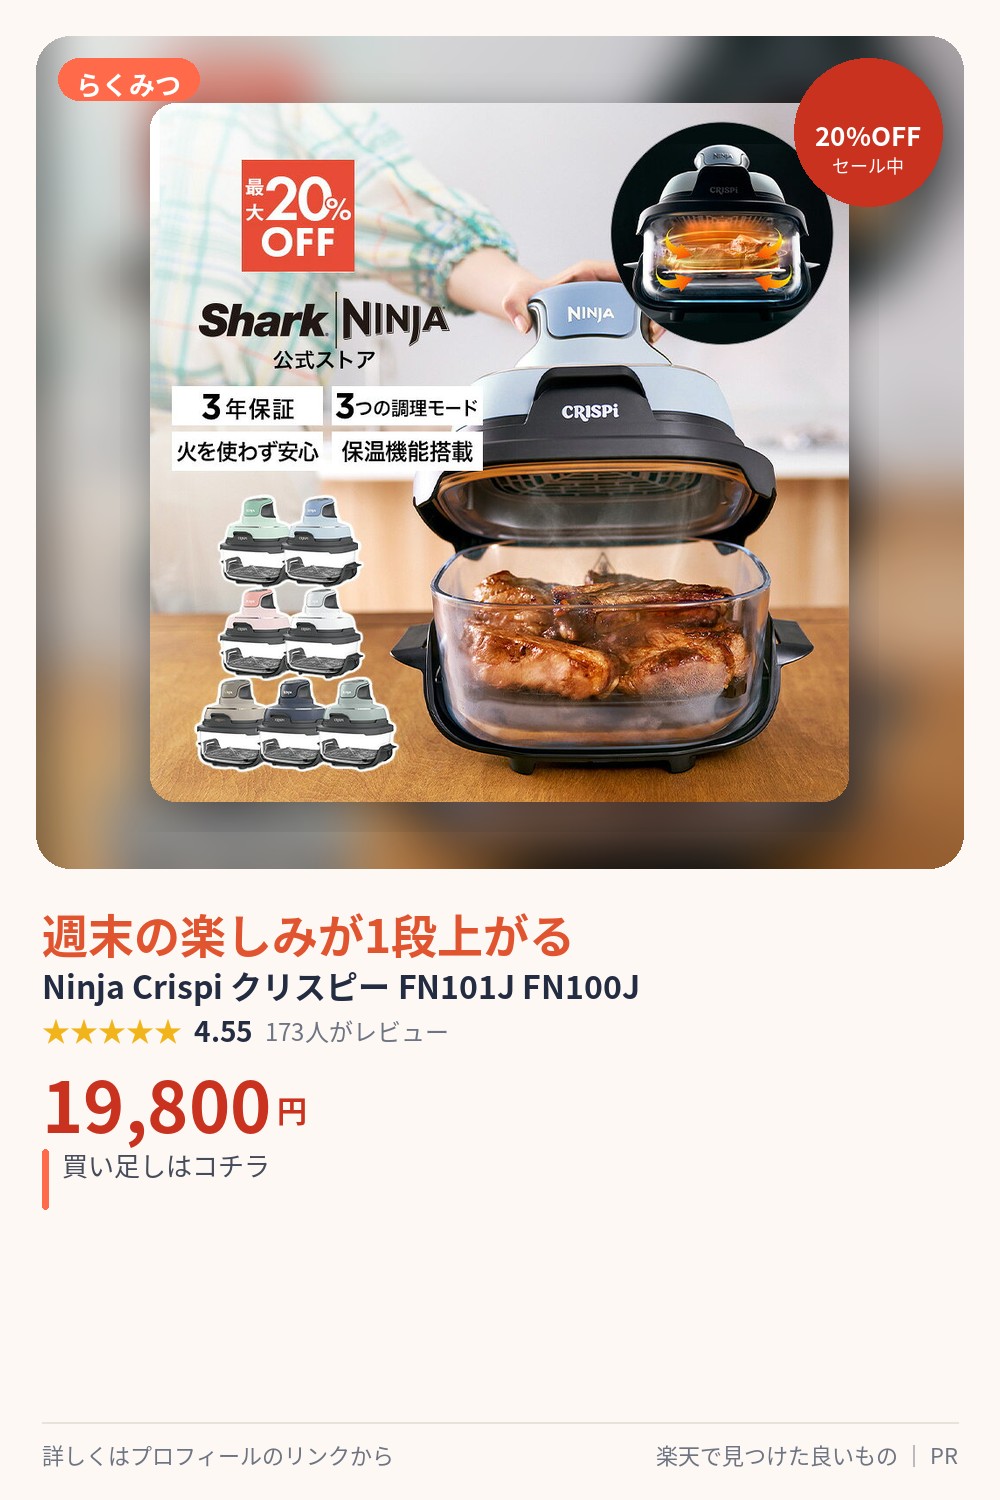 らくみつ
20%OFF
セール中
最大20%
OFF
Shark | NINJA
公式ストア
3年保証
3つの調理モード
火を使わず安心
保温機能搭載
NINJA
CRISPi
NINJA
CRISPi
週末の楽しみが1段上がる
Ninja Crispi クリスピー FN101J FN100J
★★★★★ 4.55 173人がレビュー
19,800円
買い足しはコチラ
詳しくはプロフィールのリンクから
楽天で見つけた良いもの | PR